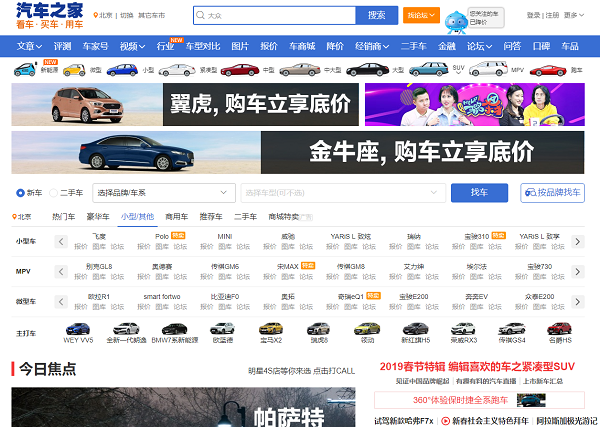 汽车之家
看车·买车·用车
北京 | 切换 其它车市
大众
搜索
找论坛
您关注的车
已降价
登录 | 注册 更多
文章 评测 车家号 视频 行业 NEW 车型对比 图片 报价 车商城 降价 经销商 二手车 金融 论坛 问答 口碑 车品
NEW
新能源 微型 小型 紧凑型 中型 中大型 大型 SUV MPV 跑车
翼虎, 购车立享底价
金牛座, 购车立享底价
新车 二手车 选择品牌/车系 选择车型(可不选) 找车 按品牌找车
北京 热门车 豪华车 小型/其他 商用车 推荐车 二手车 商城特卖
小型车 飞度 Polo 特卖 MINI 威驰 YARiS L 致炫 瑞纳 宝骏310 特卖 YARiS L 致享
报价 图库 论坛 报价 图库 论坛 报价 图库 论坛 报价 图库 论坛 报价 图库 论坛 报价 图库 论坛 报价 图库 论坛 报价 图库 论坛
MPV 别克GL8 奥德赛 传祺GM6 宋MAX 特卖 传祺GM8 艾力绅 埃尔法 宝骏730
报价 图库 论坛 报价 图库 论坛 报价 图库 论坛 报价 图库 论坛 报价 图库 论坛 报价 图库 论坛 报价 图库 论坛 报价 图库 论坛
微型车 欧拉R1 smart fortwo 比亚迪F0 奥拓 奇瑞eQ1 特卖 宝骏E200 奔奔EV 众泰E200
报价 图库 论坛 报价 图库 论坛 报价 图库 论坛 报价 图库 论坛 报价 图库 论坛 报价 图库 论坛 报价 图库 论坛 报价 图库 论坛
主打车 WEY VV5 全新一代朗逸 BMW7系新能源 欧蓝德 宝马X2 瑞虎8 领动 新红旗H5 荣威RX3 传祺GS4 名爵HS
今日焦点
明星4S店等你来选 点击打CALL
帕萨特
2019春节特辑 编辑喜欢的车之紧凑型SUV
见证中国品牌崛起 | 有趣有料的汽车直播 | 上市新车汇总
360°体验保时捷全系跑车
试驾新款哈弗F7x | 新春社会主义特色拜年 | 阿拉斯加极光游记